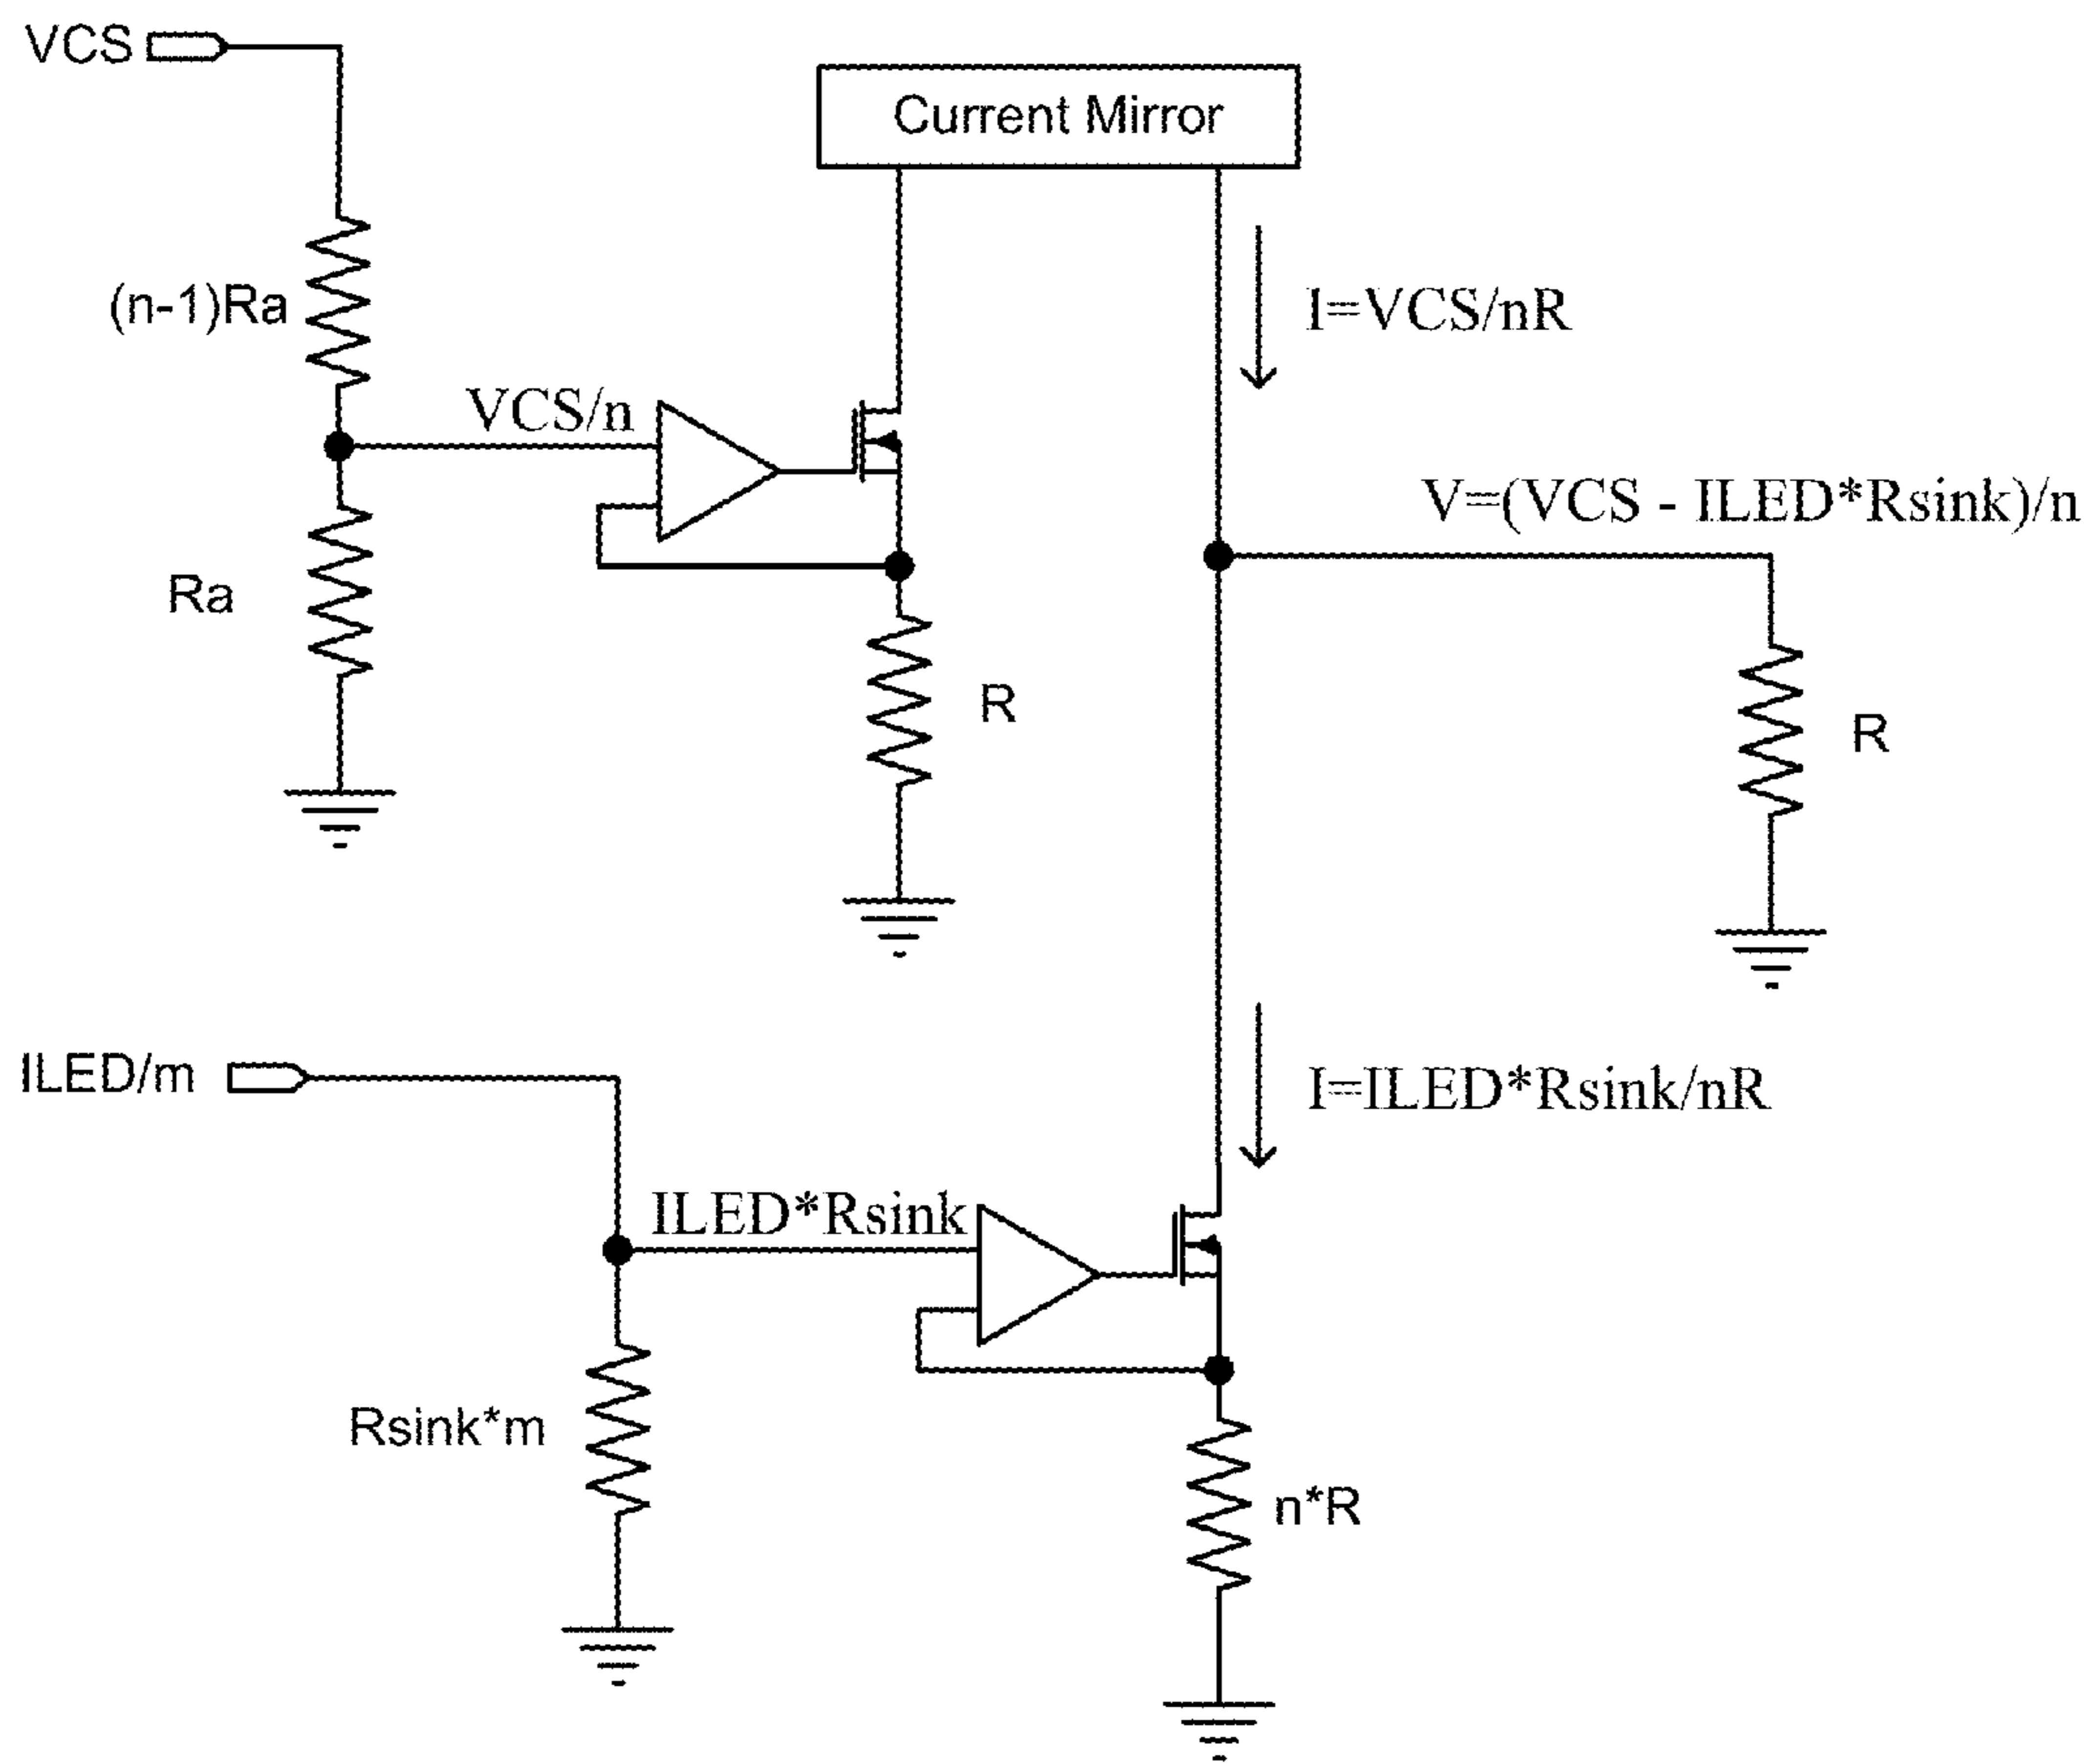 VCS
Current Mirror
(n-1)Ra
I=VCS/nR
VCS/n
V=(VCS - ILED*Rsink)/n
Ra
R
R
ILED/m
I=ILED*Rsink/nR
ILED*Rsink
Rsink*m
n*R